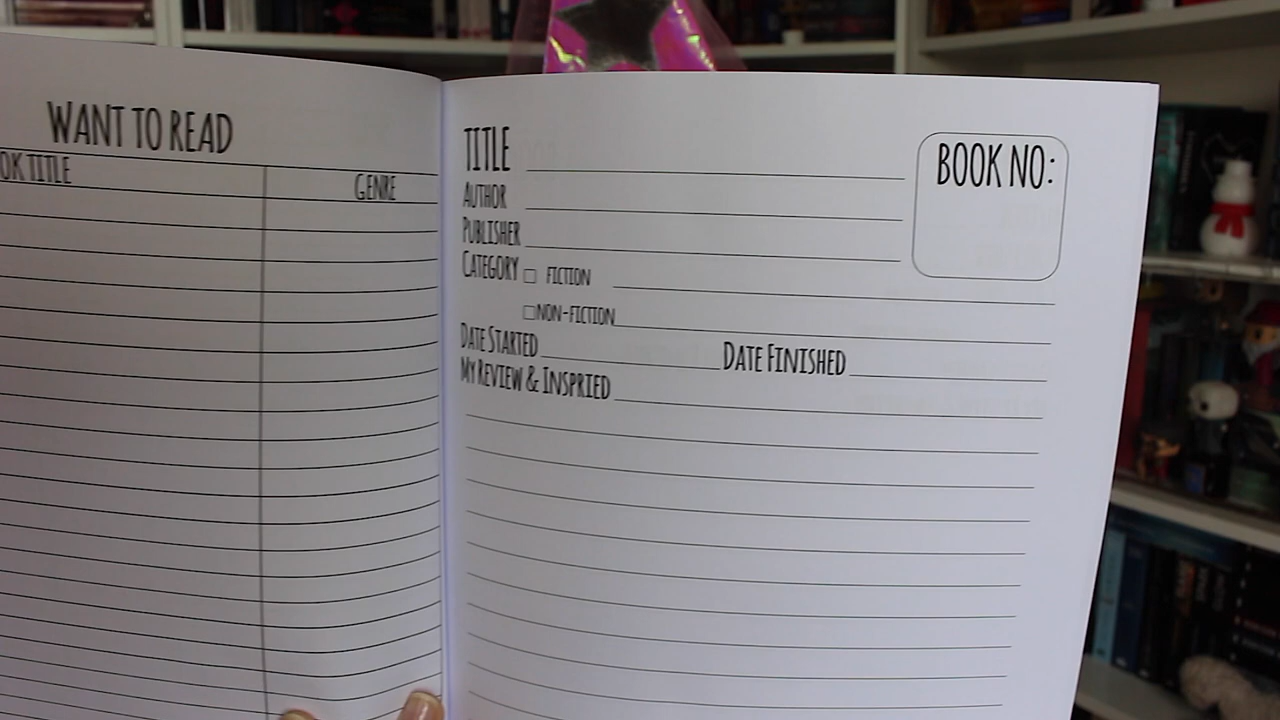 WANT TO READ
OK TITLE GENRE
TITLE
BOOK NO:
AUTHOR
PUBLISHER
CATEGORY □ FICTION
□ NON-FICTION
DATE STARTED DATE FINISHED
MY REVIEW & INSPRIED